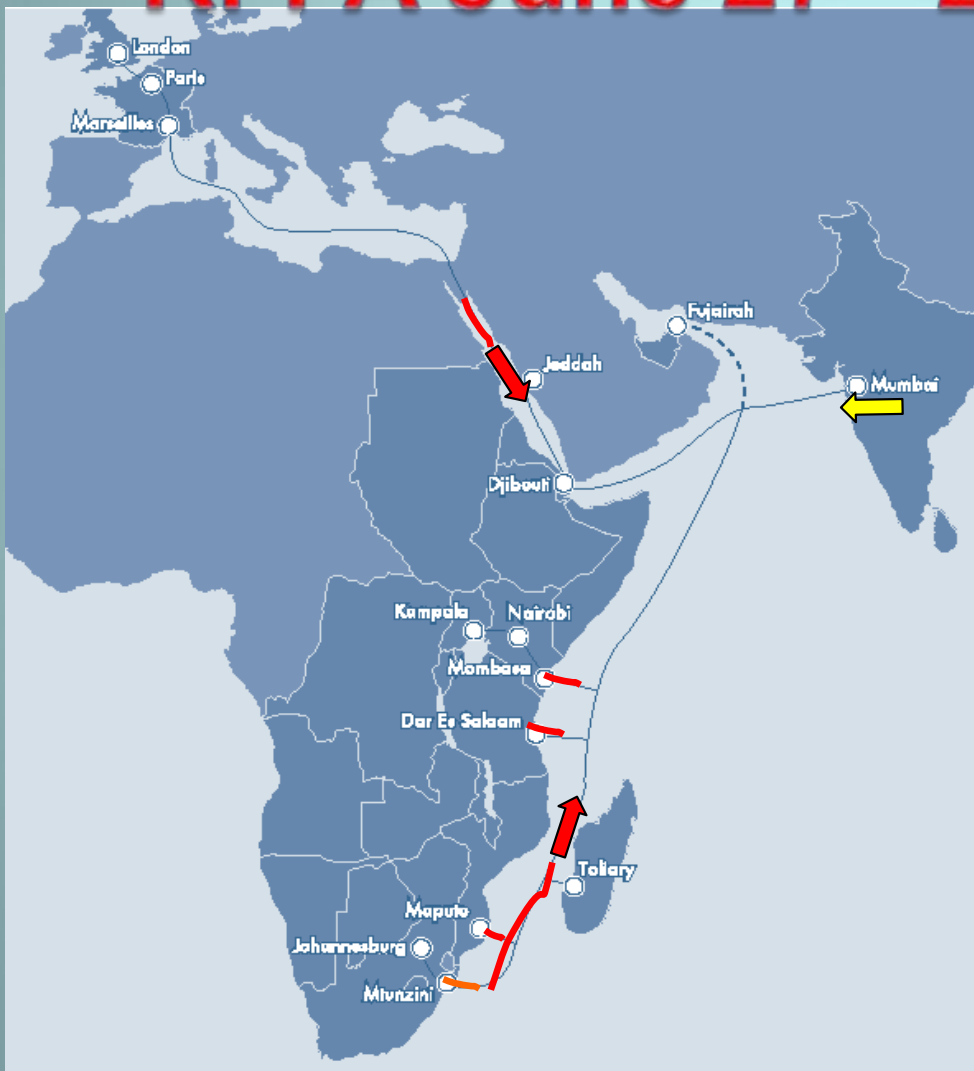 London
Paris
Marseilles
Fujairah
Jeddah
Mumbai
Djibouti
Kampala
Nairobi
Mombasa
Dar Es Salaam
Toliary
Maputo
Johannesburg
Mtunzini